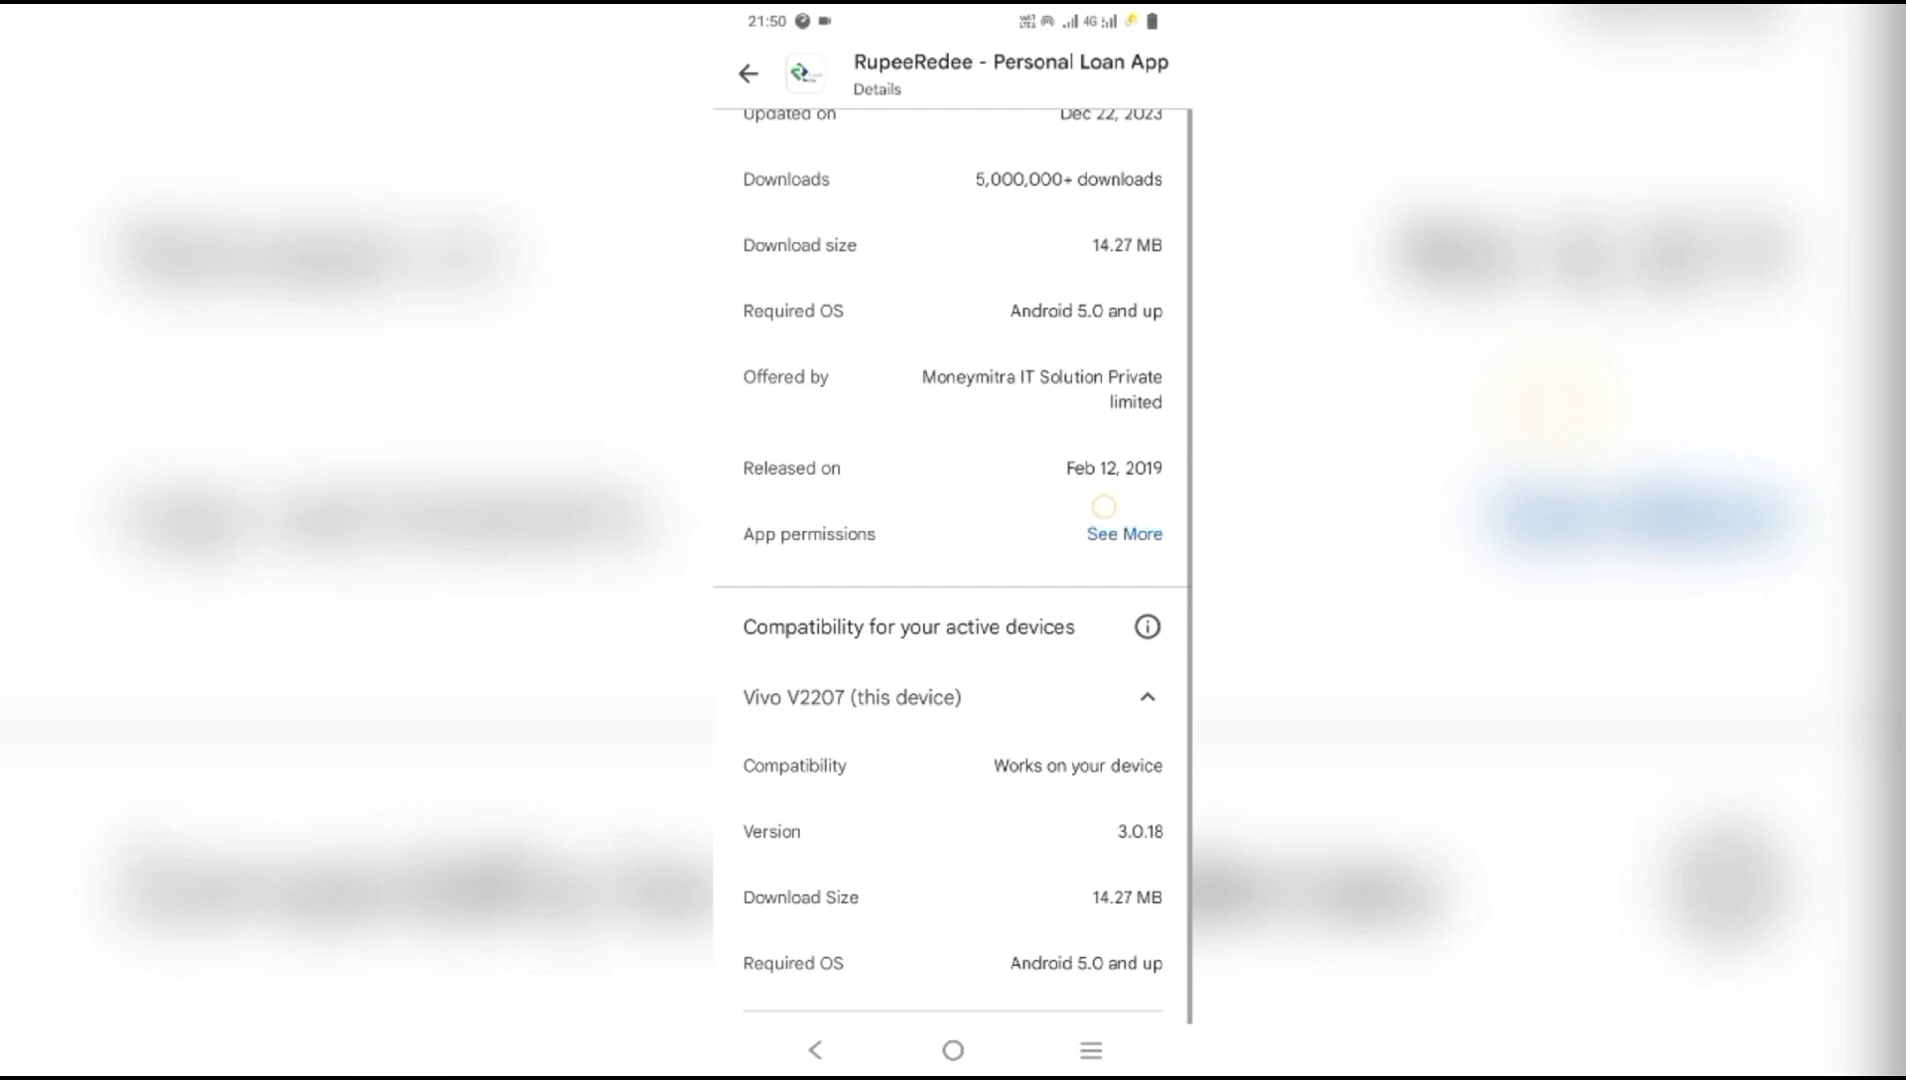 21:50
4G
RupeeRedee - Personal Loan App
Details
Updated on Dec 22, 2023
Downloads 5,000,000+ downloads
Download size 14.27 MB
Required OS Android 5.0 and up
Offered by Moneymitra IT Solution Private
limited
Released on Feb 12, 2019
App permissions See More
Compatibility for your active devices
Vivo V2207 (this device)
Compatibility Works on your device
Version 3.0.18
Download Size 14.27 MB
Required OS Android 5.0 and up